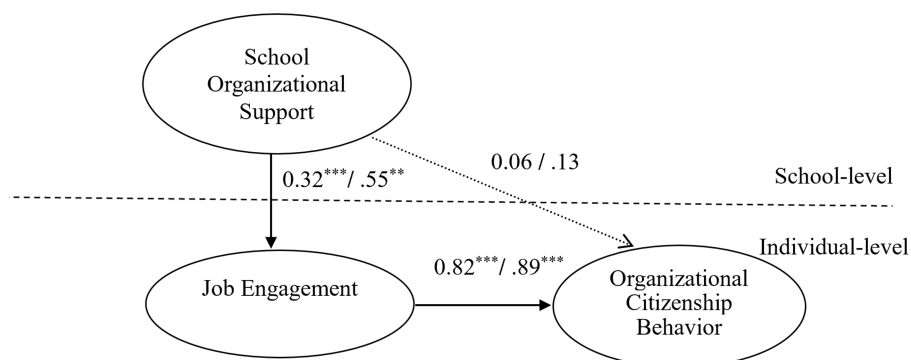 School
Organizational
Support
0.06 / .13
0.32***/ .55**
School-level
Individual-level
0.82***/ .89***
Job Engagement
Organizational
Citizenship
Behavior